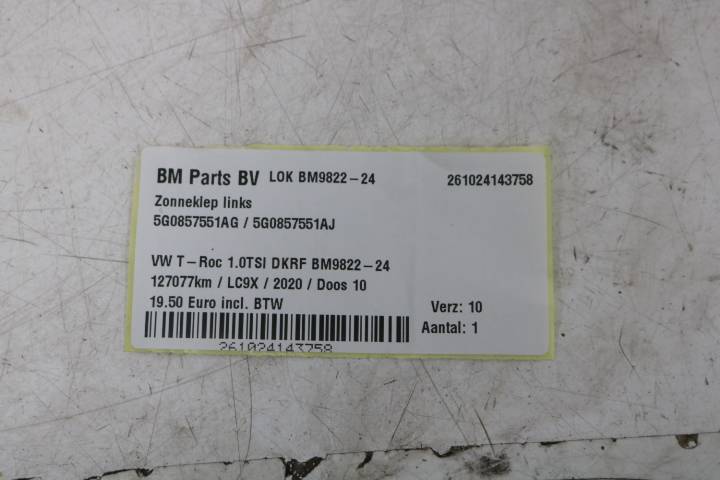 BM Parts BV LOK BM9822-24 261024143758
Zonneklep links
5G0857551AG / 5G0857551AJ
VW T-Roc 1.0TSI DKRF BM9822-24
127077km / LC9X / 2020 / Doos 10
19.50 Euro incl. BTW Verz: 10
Aantal: 1
261024143758